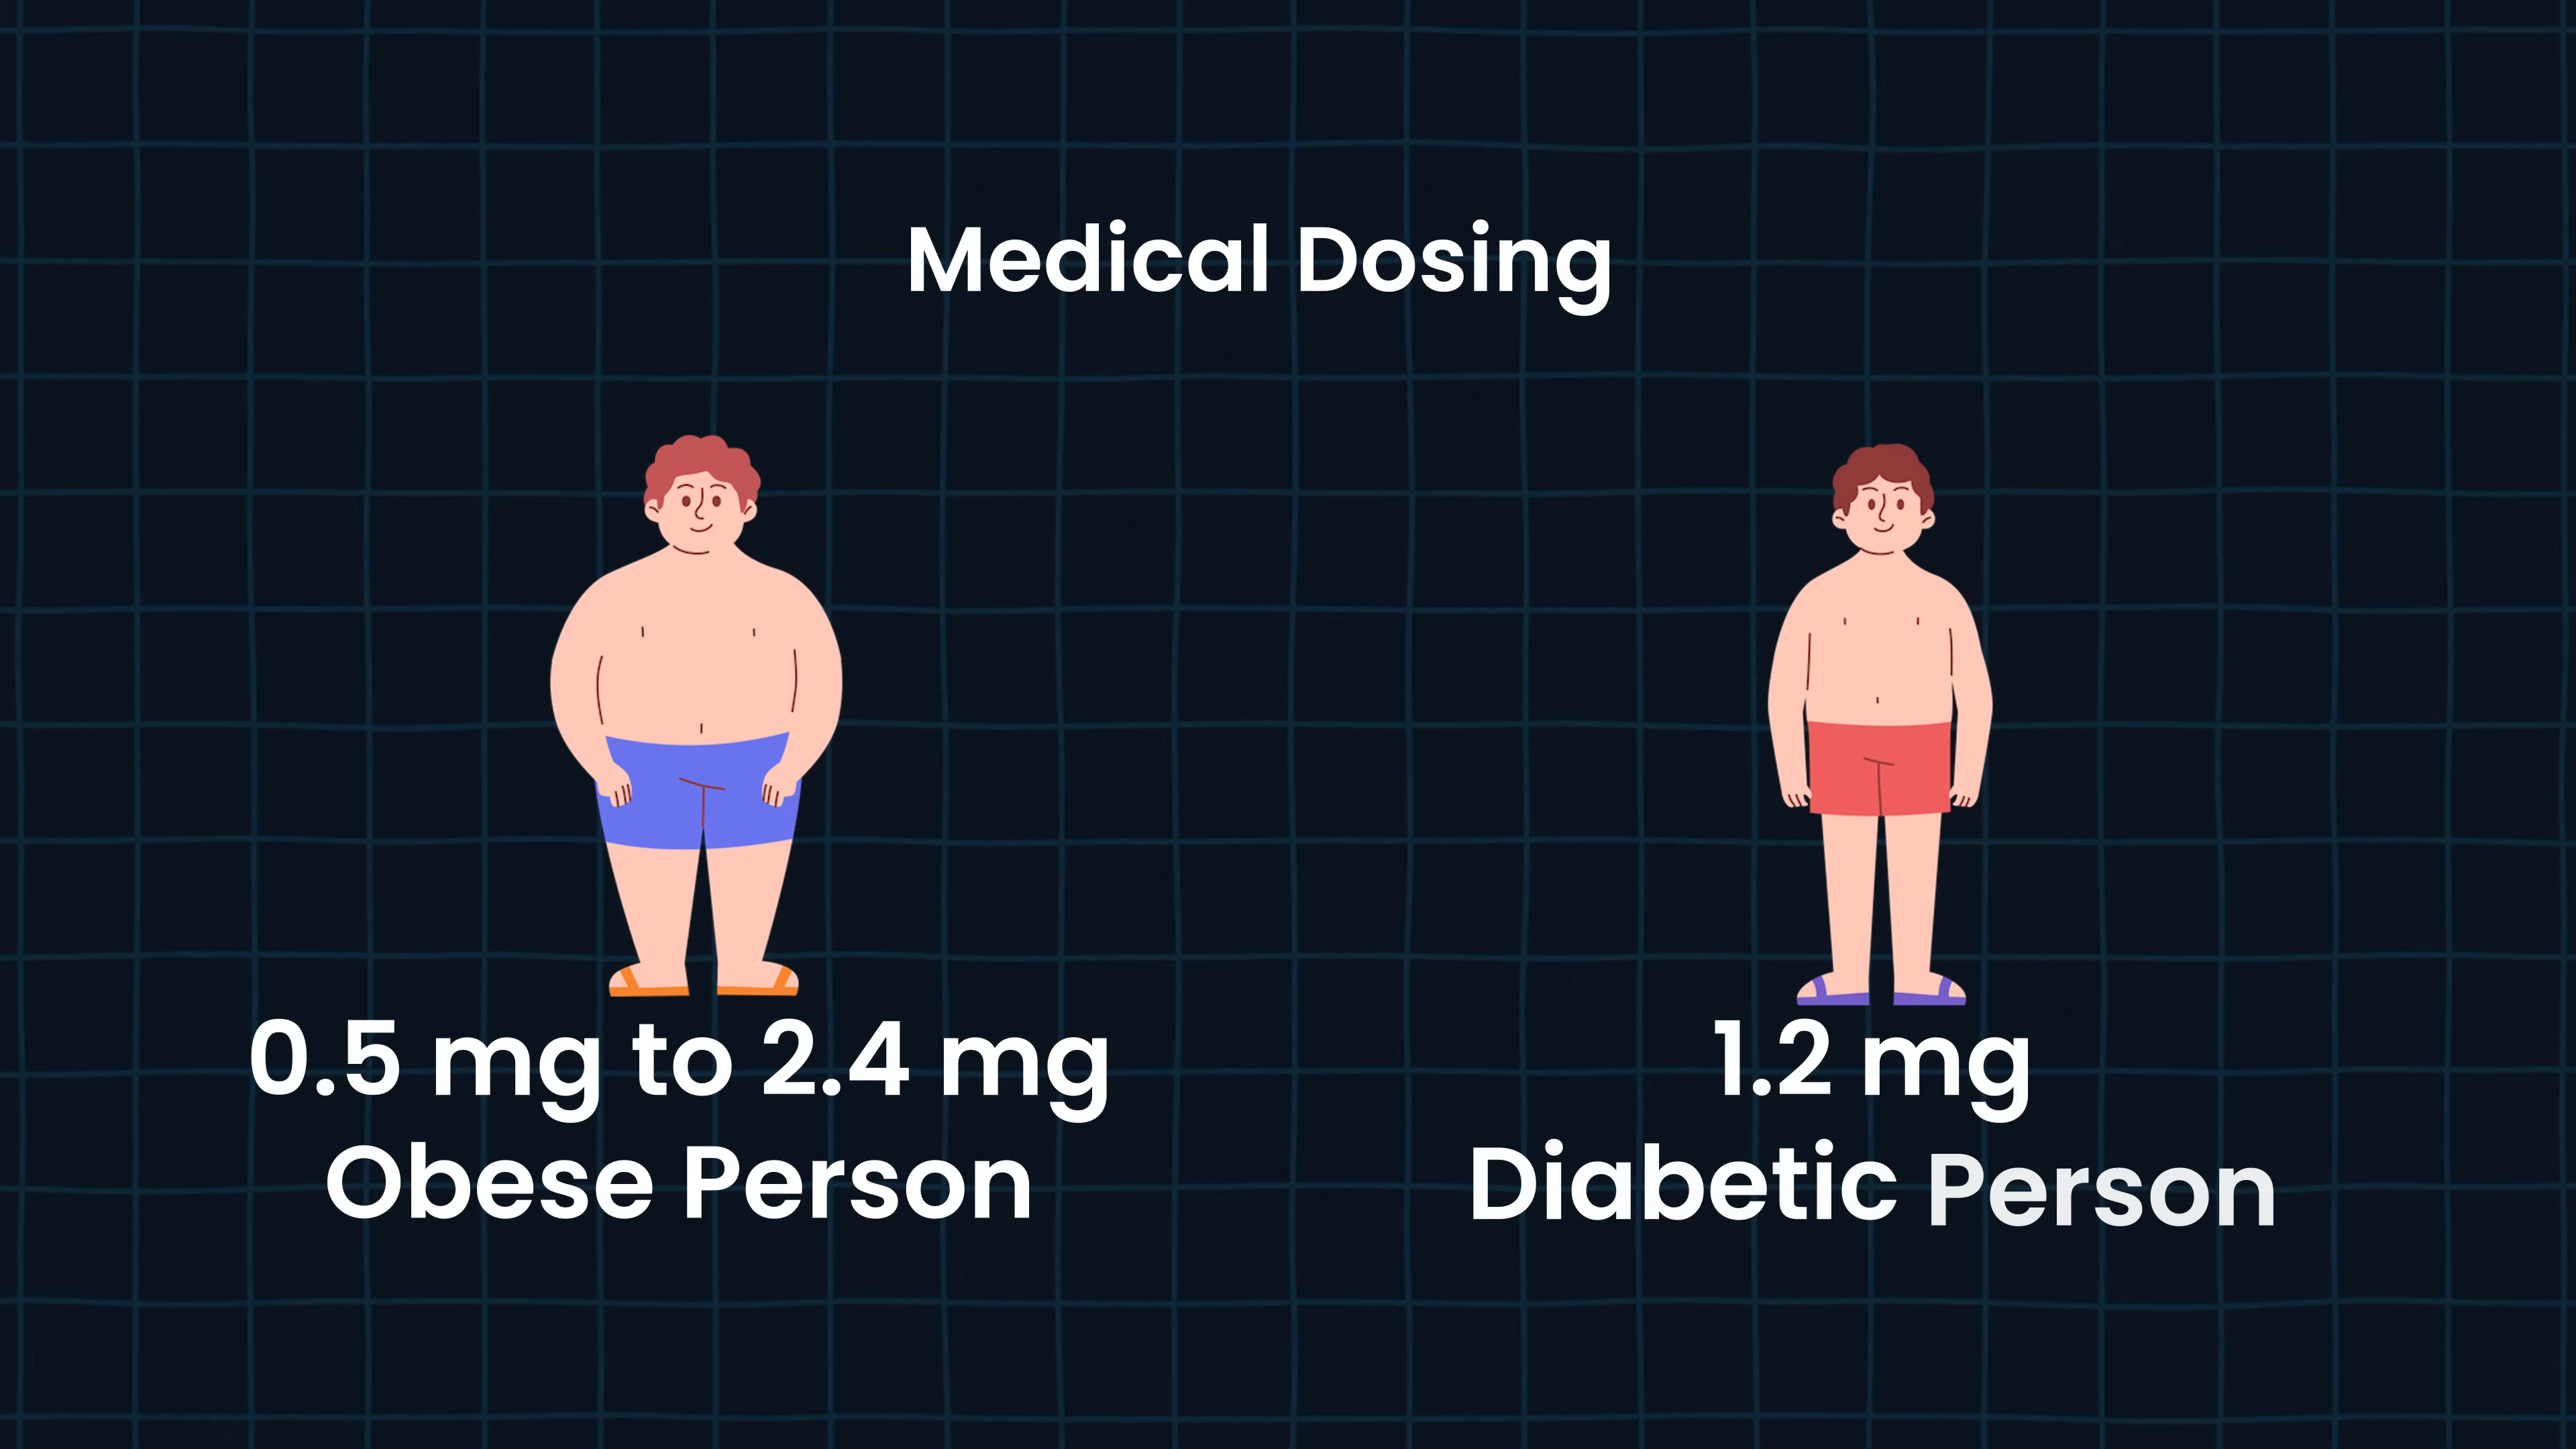 Medical Dosing
0.5 mg to 2.4 mg
Obese Person
1.2 mg
Diabetic Person